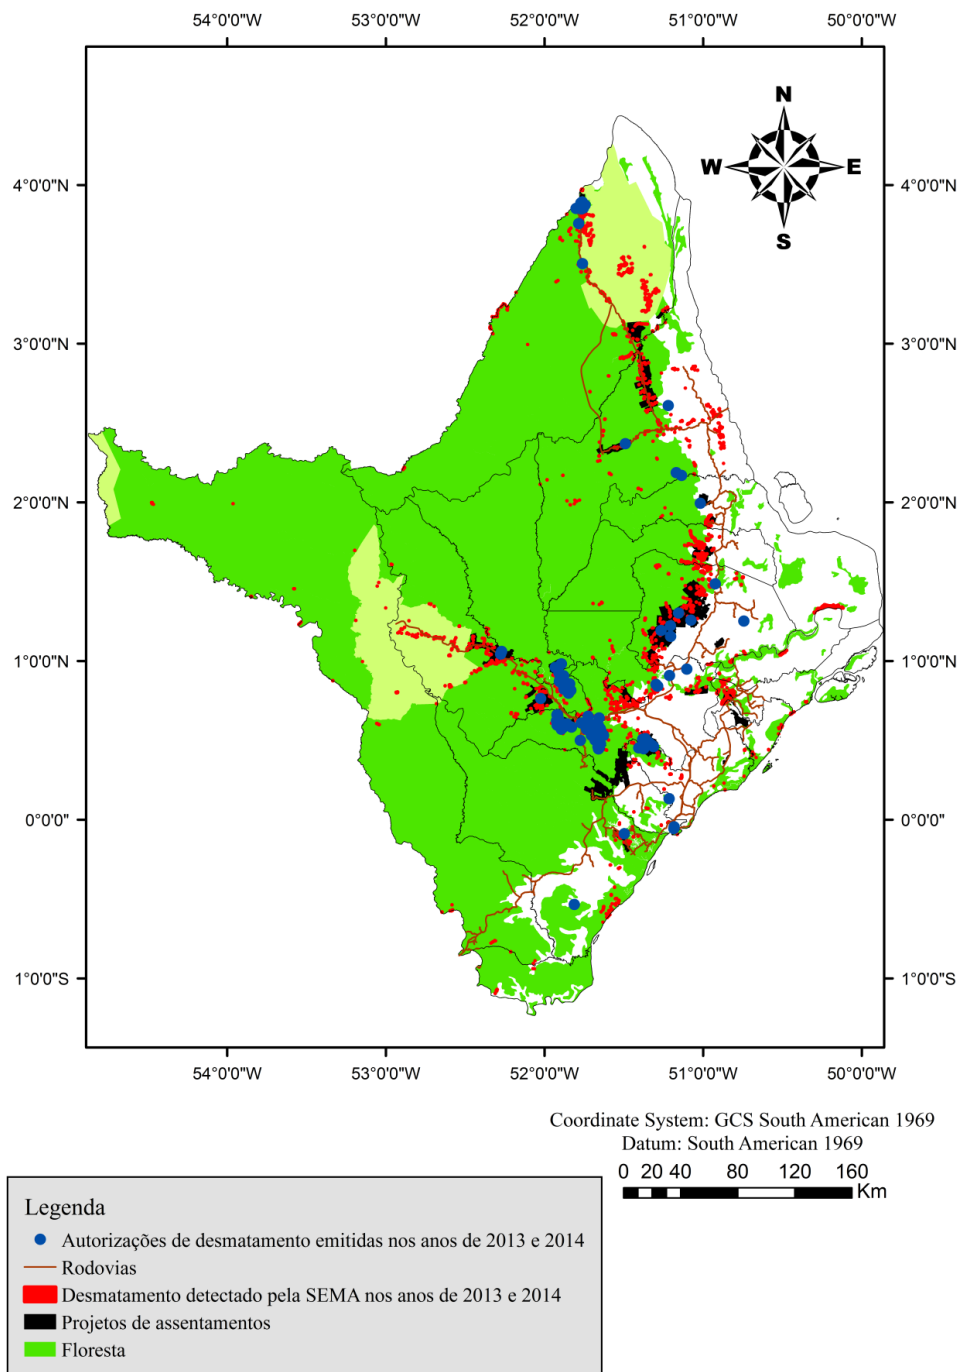 54°0'0"W 53°0'0"W 52°0'0"W 51°0'0"W 50°0'0"W
N
W E
S
4°0'0"N 4°0'0"N
3°0'0"N 3°0'0"N
2°0'0"N 2°0'0"N
1°0'0"N 1°0'0"N
0°0'0" 0°0'0"
1°0'0"S 1°0'0"S
54°0'0"W 53°0'0"W 52°0'0"W 51°0'0"W 50°0'0"W
Coordinate System: GCS South American 1969
Datum: South American 1969
0 20 40 80 120 160
Km
Legenda
Autorizações de desmatamento emitidas nos anos de 2013 e 2014
Rodovias
Desmatamento detectado pela SEMA nos anos de 2013 e 2014
Projetos de assentamentos
Floresta